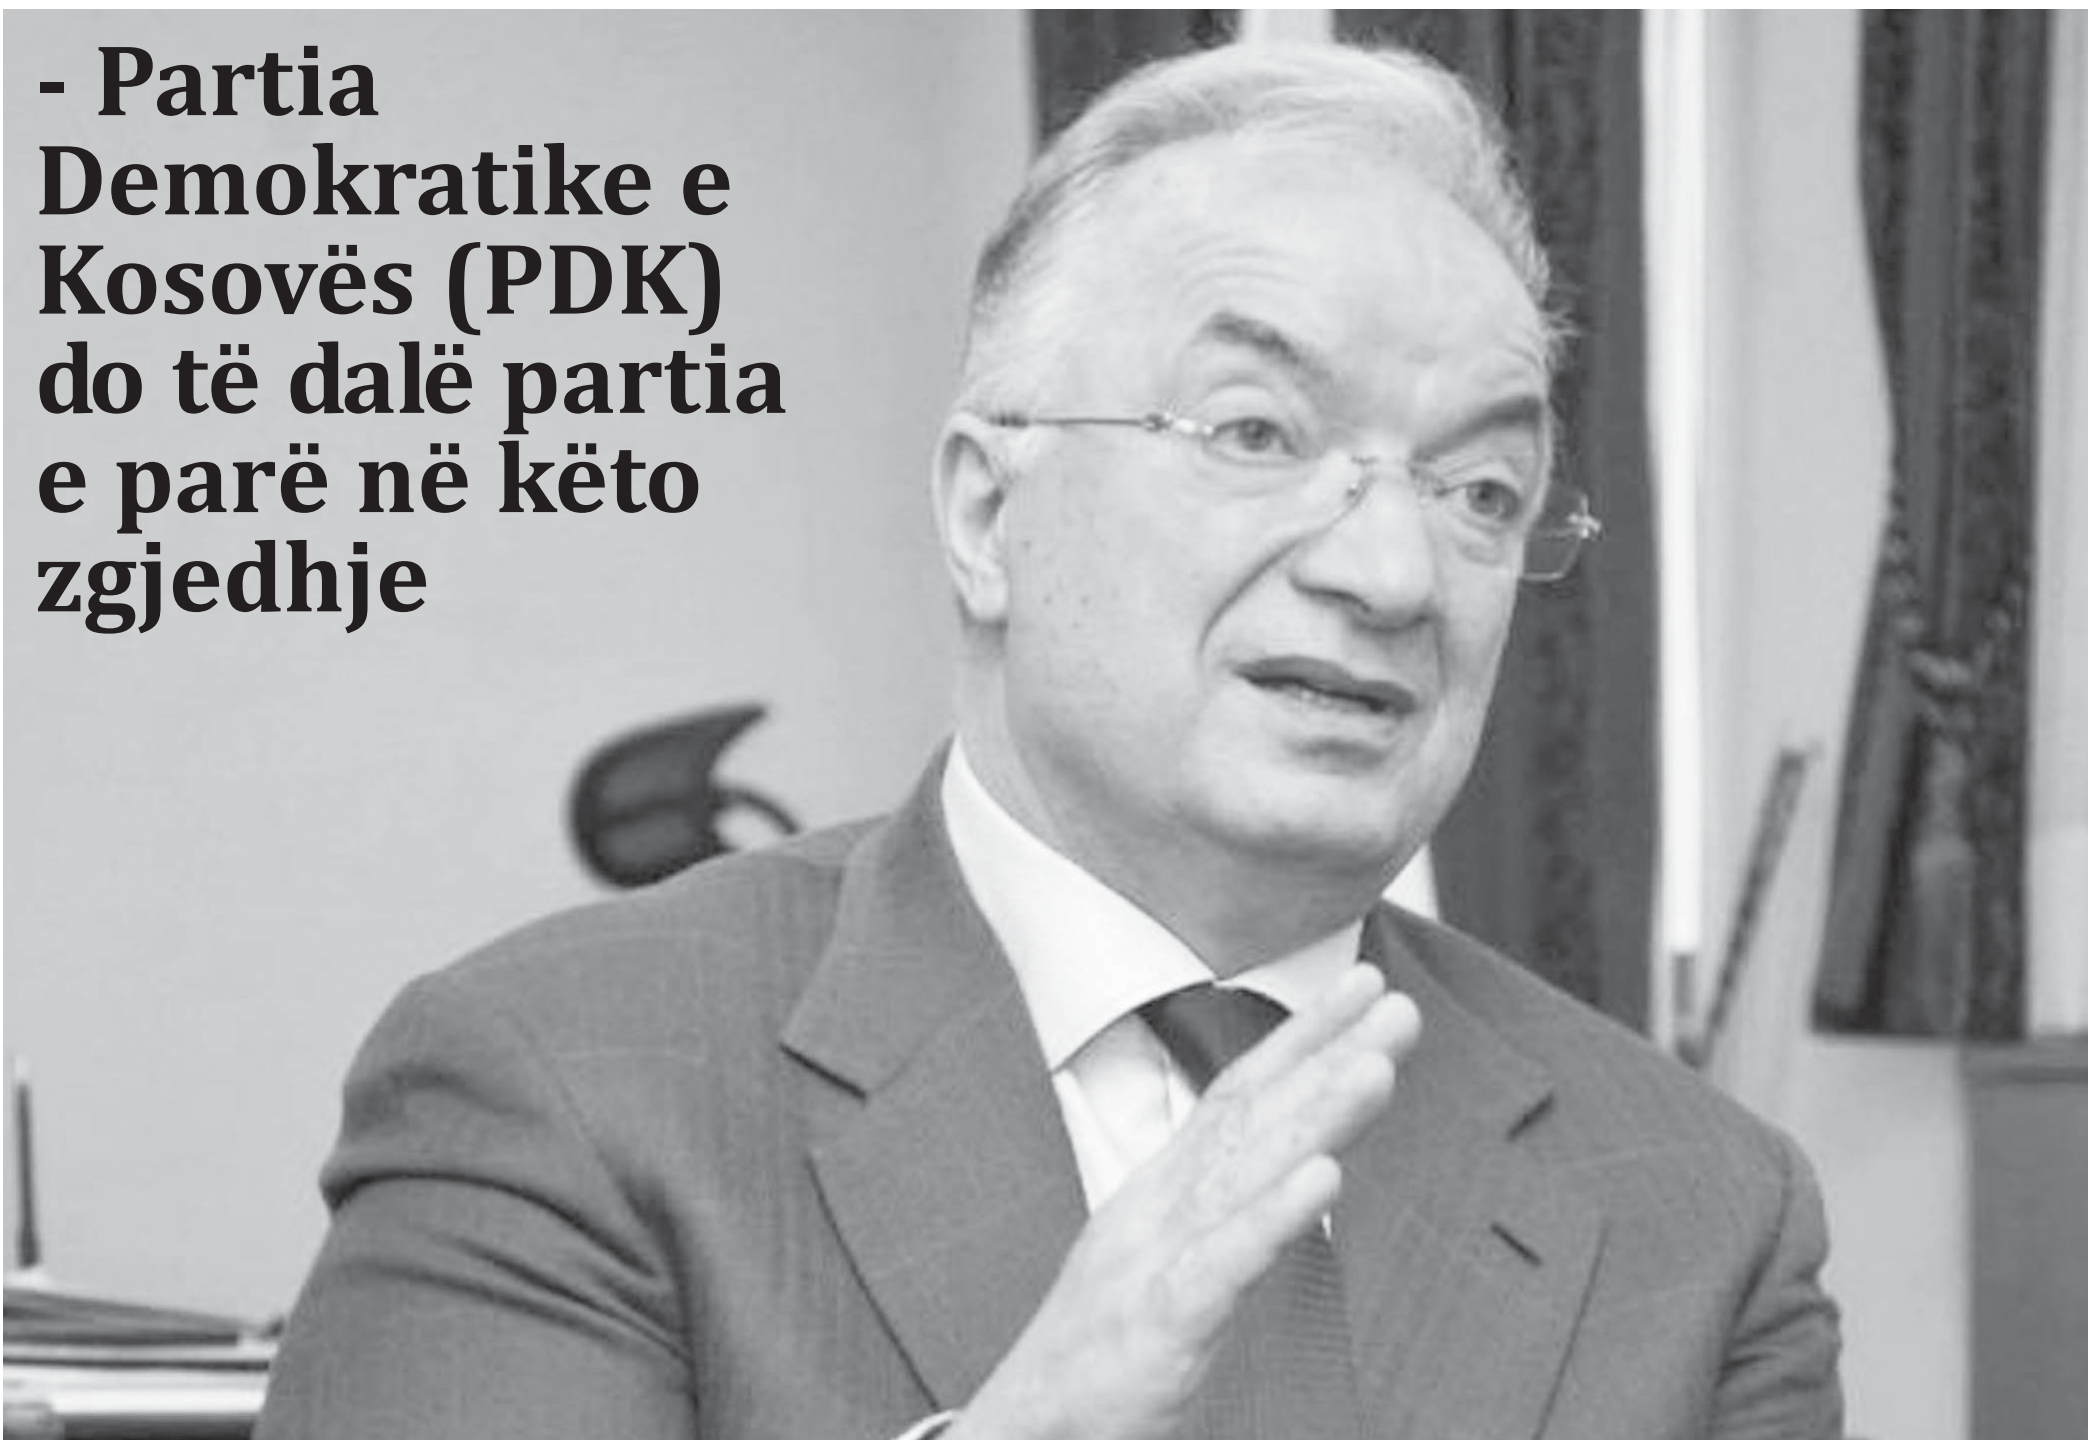 - Partia
Demokratike e
Kosovës (PDK)
do të dalë partia
e parë në këto
zgjedhje